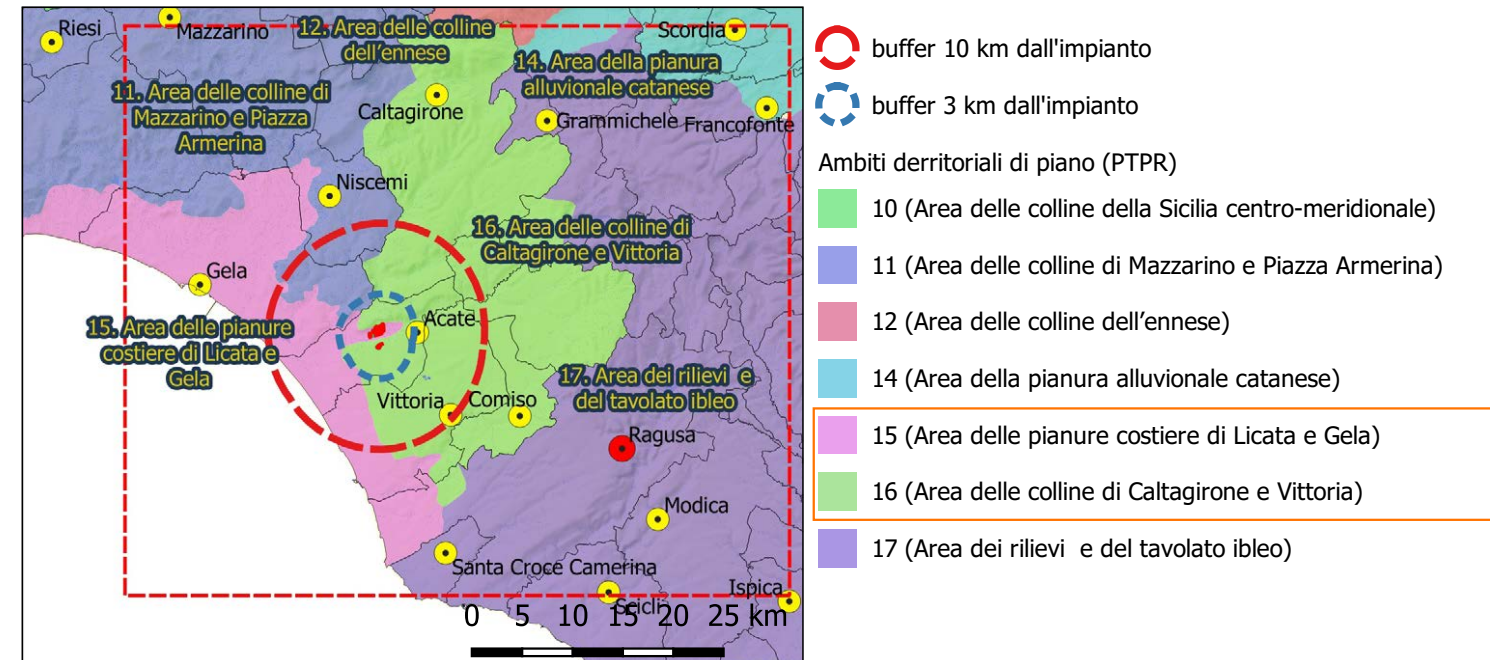 Riesi
Mazzarino
12. Area delle colline
dell'ennese
Scordia
14. Area della pianura
alluvionale catanese
11. Area delle colline di
Mazzarino e Piazza
Armerina
Caltagirone
Grammichele
Francofonte
Niscemi
16. Area delle colline di
Caltagirone e Vittoria
Gela
Acate
15. Area delle pianure
costiere di Licata e
Gela
17. Area dei rilievi e
del tavolato ibleo
Vittoria
Comiso
Ragusa
Modica
Santa Croce Camerina
Ispica
Scicli
0 5 10 15 20 25 km
buffer 10 km dall'impianto
buffer 3 km dall'impianto
Ambiti derritoriali di piano (PTPR)
10 (Area delle colline della Sicilia centro-meridionale)
11 (Area delle colline di Mazzarino e Piazza Armerina)
12 (Area delle colline dell’ennese)
14 (Area della pianura alluvionale catanese)
15 (Area delle pianure costiere di Licata e Gela)
16 (Area delle colline di Caltagirone e Vittoria)
17 (Area dei rilievi e del tavolato ibleo)